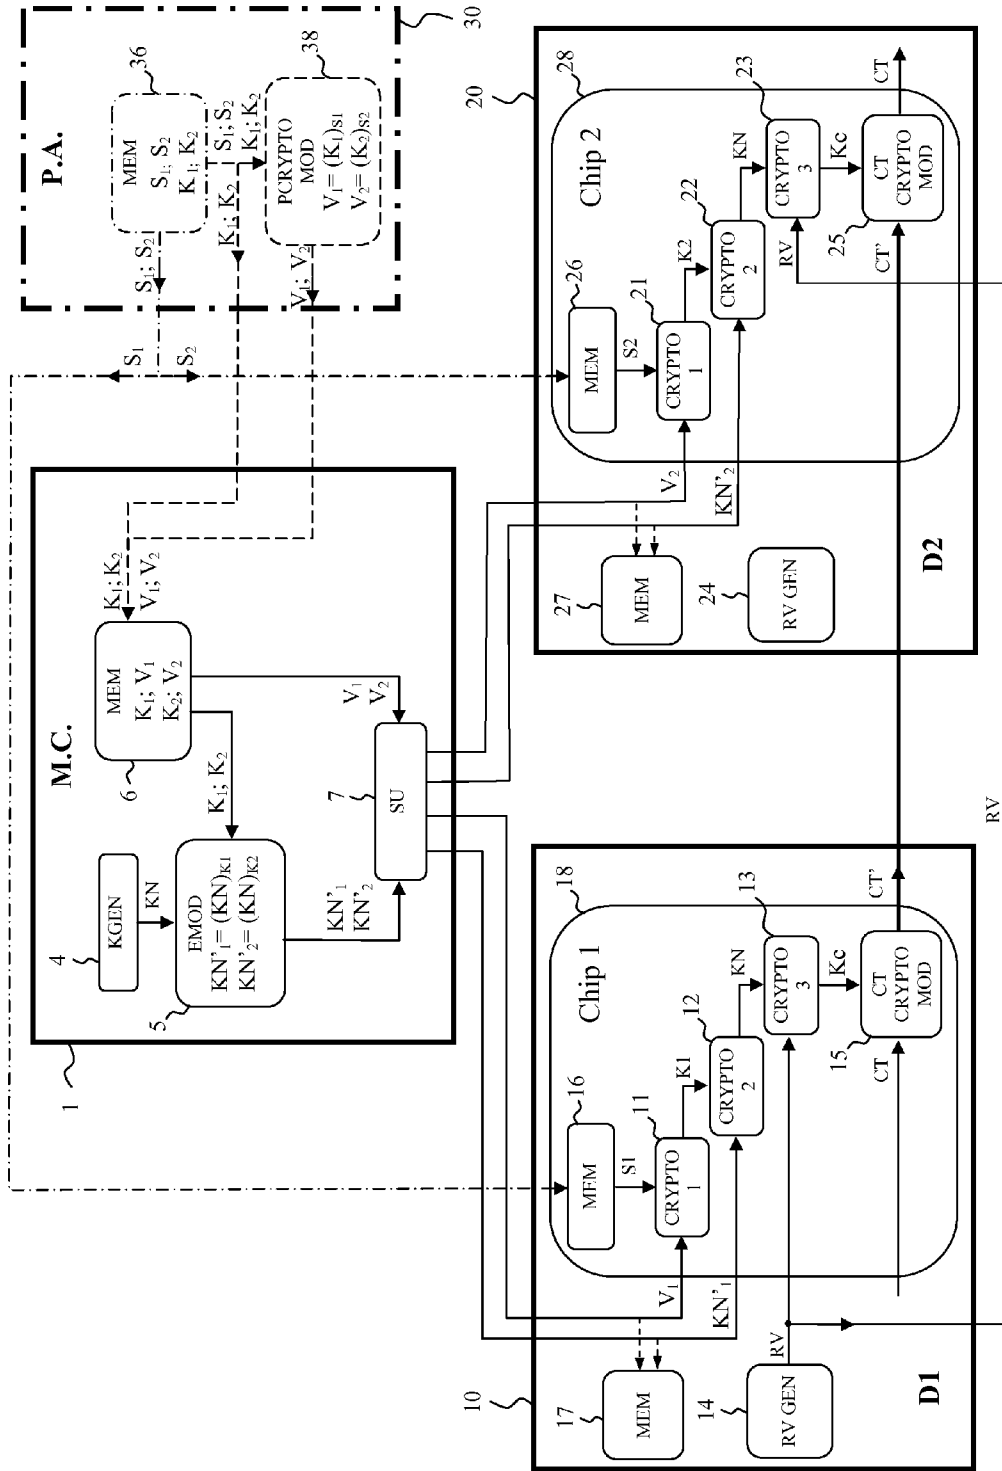 P.A.
30
36
MEM
S₁; S₂
K₁; K₂
S₁; S₂
S₁; S₂
K₁; K₂
K₁; K₂
38
PCRYPTO
MOD
V₁= (K₁)S1
V₂= (K₂)S2
V₁; V₂
S₁
S₂
M.C.
1
4
KGEN
KN
5
EMOD
KN'₁= (KN)K1
KN'₂= (KN)K2
6
MEM
K₁; V₁
K₂; V₂
K₁; K₂
V₁; V₂
K₁; K₂
V₁
V₂
KN'₁
KN'₂
7
SU
10
D1
17
MEM
14
RV GEN
RV
V₁
KN'₁
18
Chip 1
16
MEM
S1
11
CRYPTO
1
K1
12
CRYPTO
2
KN
13
CRYPTO
3
Kc
15
CT
CRYPTO
MOD
CT
CT'
RV
20
D2
27
MEM
24
RV GEN
V₂
KN'₂
28
Chip 2
26
MEM
S2
21
CRYPTO
1
K2
22
CRYPTO
2
KN
23
CRYPTO
3
RV
Kc
25
CT
CRYPTO
MOD
CT'
CT